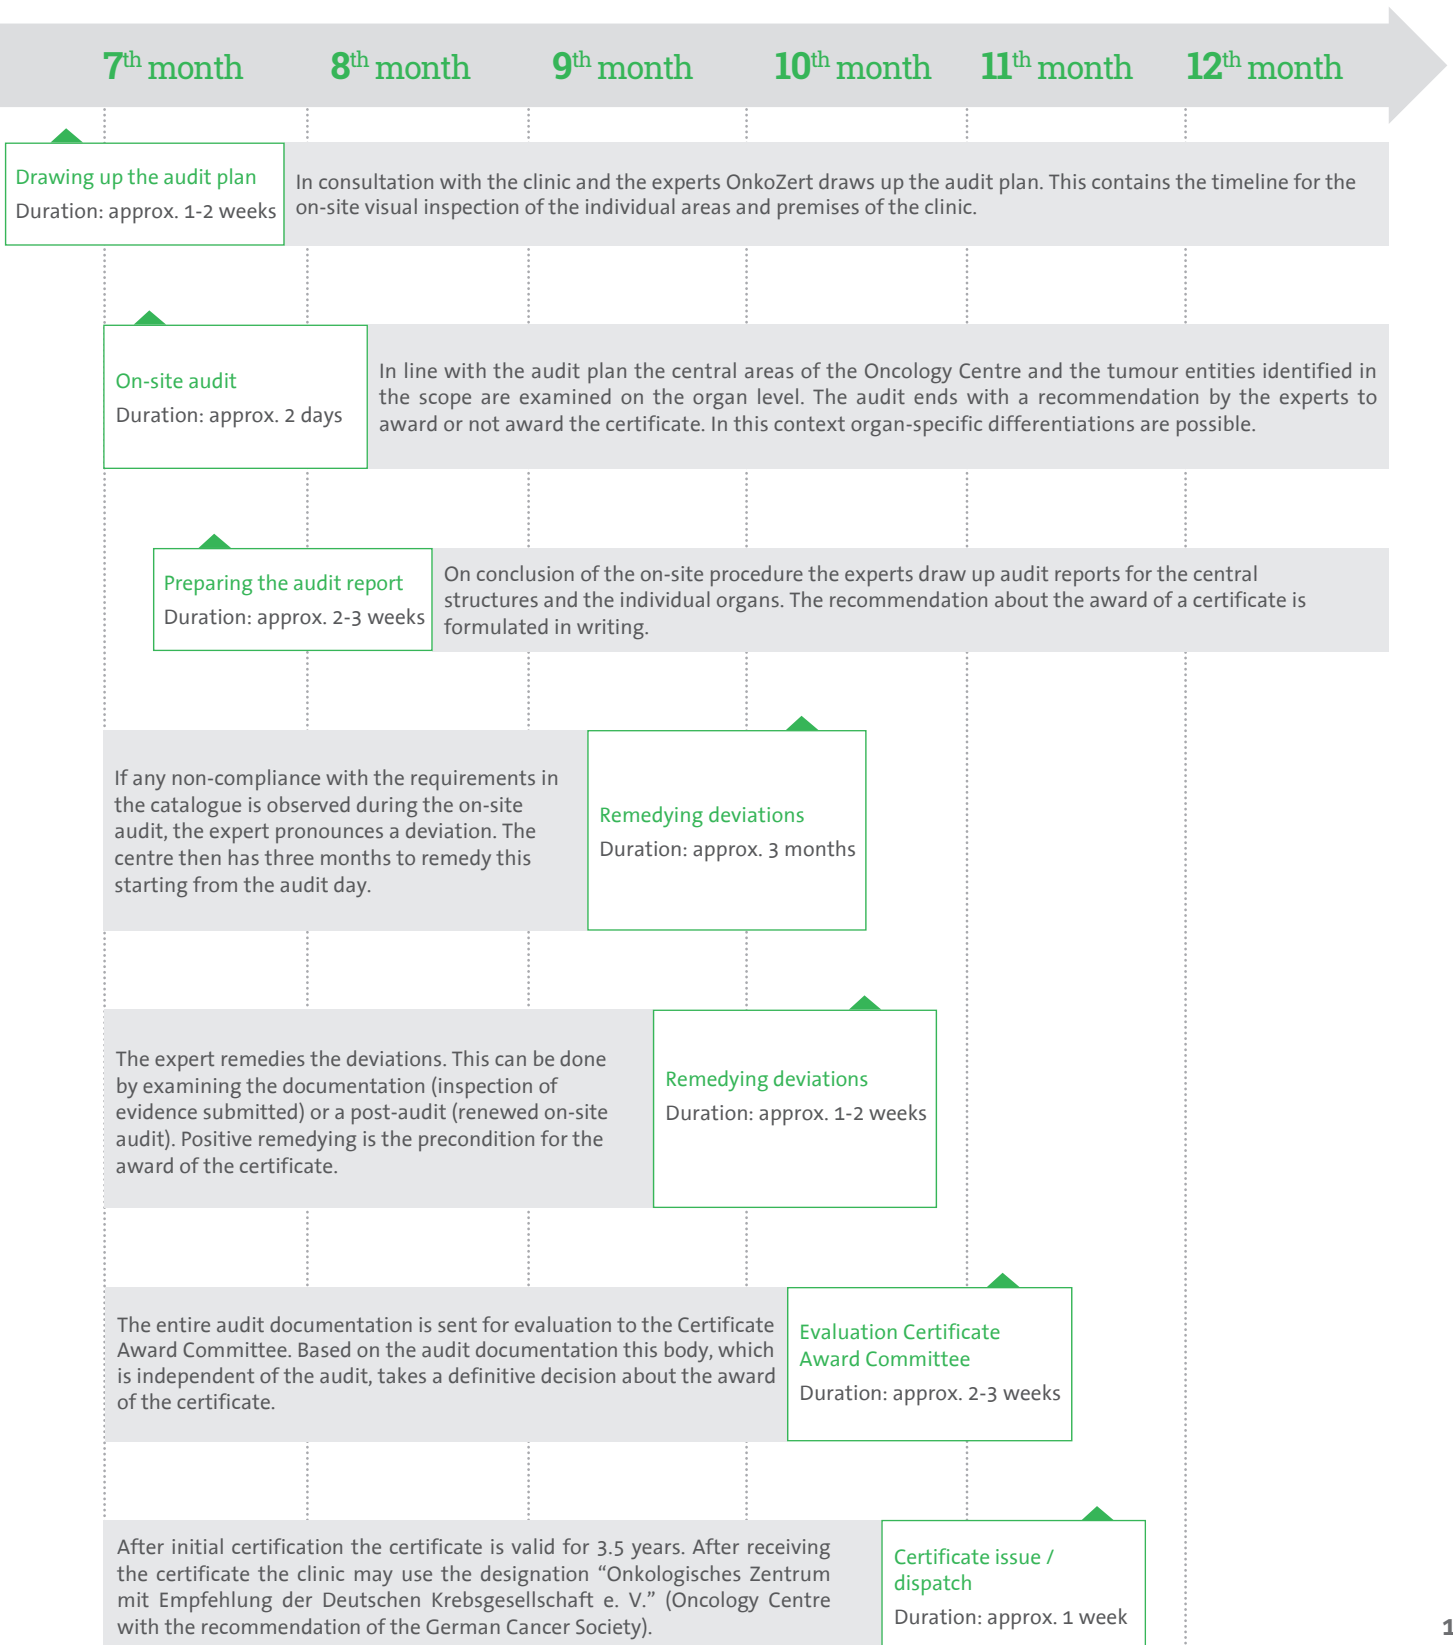 7th month 8th month 9th month 10th month 11th month 12th month
Drawing up the audit plan
Duration: approx. 1-2 weeks
In consultation with the clinic and the experts OnkoZert draws up the audit plan. This contains the timeline for the
on-site visual inspection of the individual areas and premises of the clinic.
On-site audit
Duration: approx. 2 days
In line with the audit plan the central areas of the Oncology Centre and the tumour entities identified in
the scope are examined on the organ level. The audit ends with a recommendation by the experts to
award or not award the certificate. In this context organ-specific differentiations are possible.
Preparing the audit report
Duration: approx. 2-3 weeks
On conclusion of the on-site procedure the experts draw up audit reports for the central
structures and the individual organs. The recommendation about the award of a certificate is
formulated in writing.
If any non-compliance with the requirements in
the catalogue is observed during the on-site
audit, the expert pronounces a deviation. The
centre then has three months to remedy this
starting from the audit day.
Remedying deviations
Duration: approx. 3 months
The expert remedies the deviations. This can be done
by examining the documentation (inspection of
evidence submitted) or a post-audit (renewed on-site
audit). Positive remedying is the precondition for the
award of the certificate.
Remedying deviations
Duration: approx. 1-2 weeks
The entire audit documentation is sent for evaluation to the Certificate
Award Committee. Based on the audit documentation this body, which
is independent of the audit, takes a definitive decision about the award
of the certificate.
Evaluation Certificate
Award Committee
Duration: approx. 2-3 weeks
After initial certification the certificate is valid for 3.5 years. After receiving
the certificate the clinic may use the designation “Onkologisches Zentrum
mit Empfehlung der Deutschen Krebsgesellschaft e. V.” (Oncology Centre
with the recommendation of the German Cancer Society).
Certificate issue /
dispatch
Duration: approx. 1 week
1